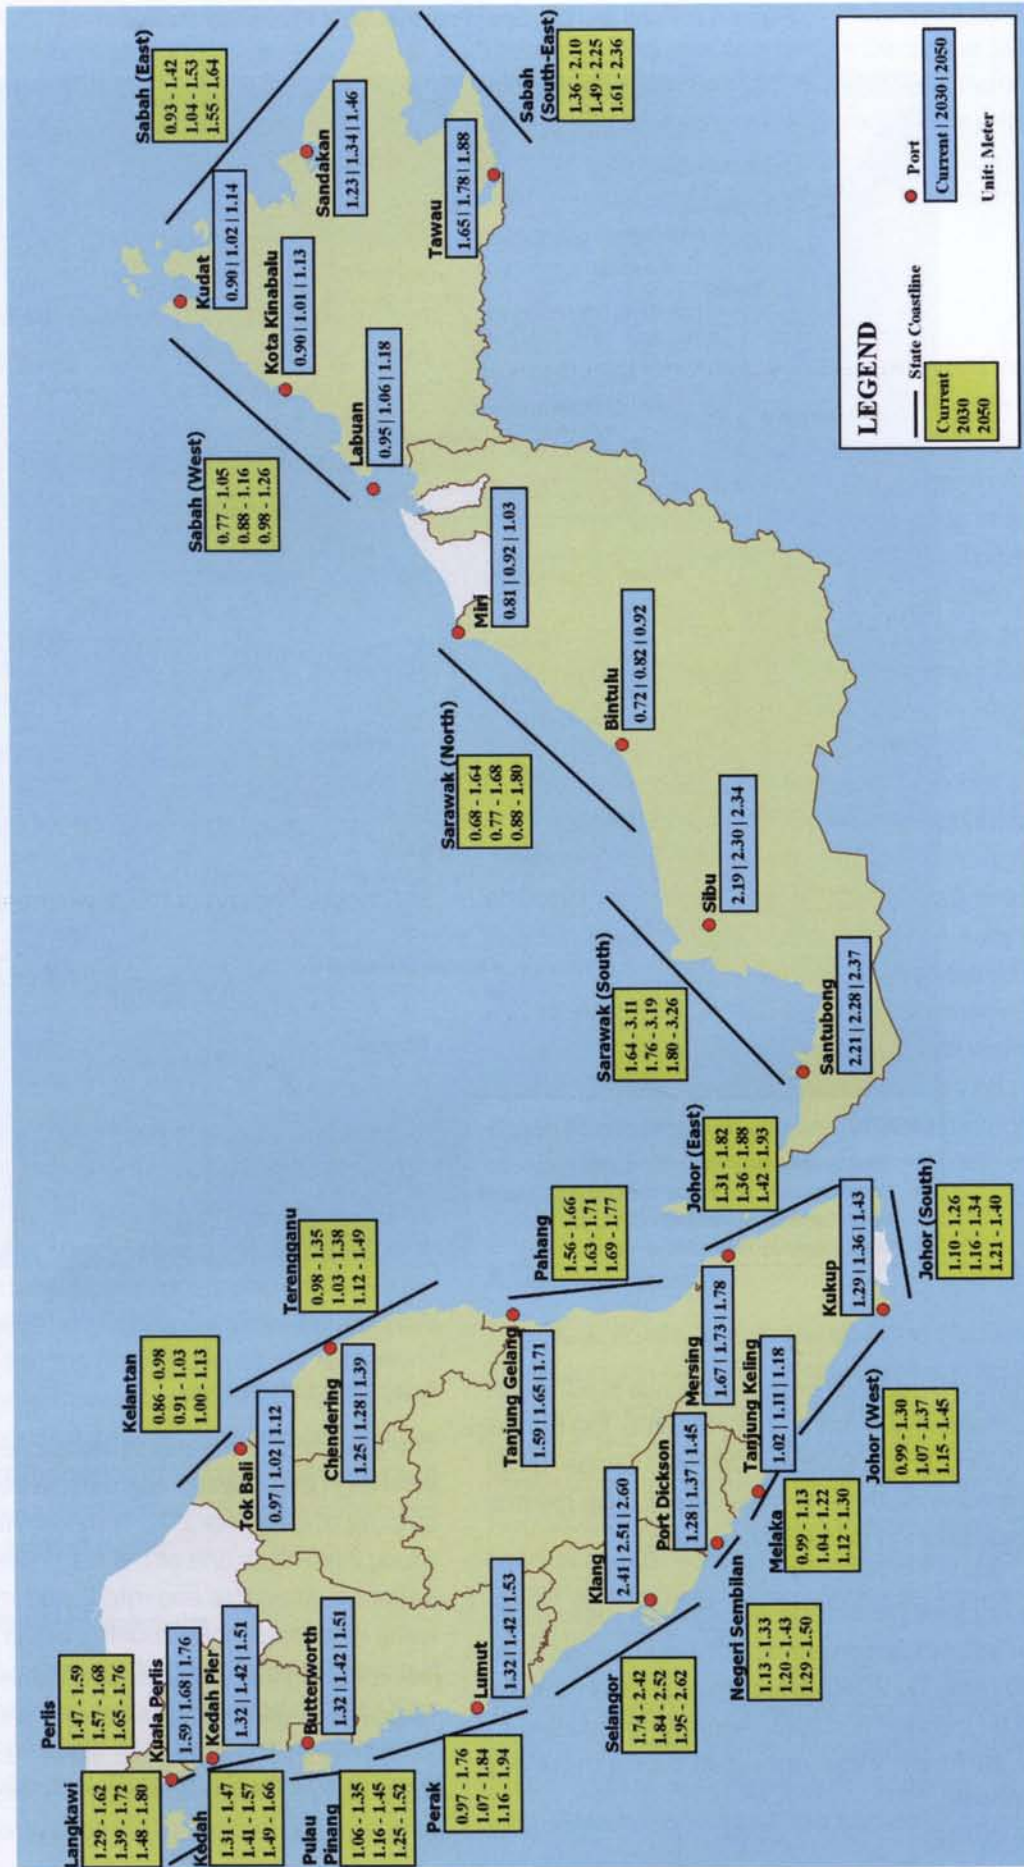 Langkawi
1.29 - 1.62
1.39 - 1.72
1.48 - 1.80
Perlis
1.47 - 1.59
1.57 - 1.68
1.65 - 1.76
Kuala Perlis
1.59 | 1.68 | 1.76
Kedah Pier
1.32 | 1.42 | 1.51
Kedah
1.31 - 1.47
1.41 - 1.57
1.49 - 1.66
Butterworth
1.32 | 1.42 | 1.51
Pulau
Pinang
1.06 - 1.35
1.16 - 1.45
1.25 - 1.52
Perak
0.97 - 1.76
1.07 - 1.84
1.16 - 1.94
Lumut
1.32 | 1.42 | 1.53
Selangor
1.74 - 2.42
1.84 - 2.52
1.95 - 2.62
Klang
2.41 | 2.51 | 2.60
Negeri Sembilan
1.13 - 1.33
1.20 - 1.43
1.29 - 1.50
Port Dickson
1.28 | 1.37 | 1.45
Melaka
0.99 - 1.13
1.04 - 1.22
1.12 - 1.30
Tanjung Keling
1.02 | 1.11 | 1.18
Johor (West)
0.99 - 1.30
1.07 - 1.37
1.15 - 1.45
Kukup
1.29 | 1.36 | 1.43
Johor (South)
1.10 - 1.26
1.16 - 1.34
1.21 - 1.40
Kelantan
0.86 - 0.98
0.91 - 1.03
1.00 - 1.13
Tok Bali
0.97 | 1.02 | 1.12
Terengganu
0.98 - 1.35
1.03 - 1.38
1.12 - 1.49
Chendering
1.25 | 1.28 | 1.39
Pahang
1.56 - 1.66
1.63 - 1.71
1.69 - 1.77
Tanjung Gelang
1.59 | 1.65 | 1.71
Mersing
1.67 | 1.73 | 1.78
Johor (East)
1.31 - 1.82
1.36 - 1.88
1.42 - 1.93
Sarawak (South)
1.64 - 3.11
1.76 - 3.19
1.80 - 3.26
Santubong
2.21 | 2.28 | 2.37
Sibu
2.19 | 2.30 | 2.34
Sarawak (North)
0.68 - 1.64
0.77 - 1.68
0.88 - 1.80
Bintulu
0.72 | 0.82 | 0.92
Miri
0.81 | 0.92 | 1.03
Sabah (West)
0.77 - 1.05
0.88 - 1.16
0.98 - 1.26
Labuan
0.95 | 1.06 | 1.18
Kota Kinabalu
0.90 | 1.01 | 1.13
Kudat
0.90 | 1.02 | 1.14
Sabah (East)
0.93 - 1.42
1.04 - 1.53
1.55 - 1.64
Sandakan
1.23 | 1.34 | 1.46
Tawau
1.65 | 1.78 | 1.88
Sabah
(South-East)
1.36 - 2.10
1.49 - 2.25
1.61 - 2.36
LEGEND
State Coastline
Current
2030
2050
Port
Current | 2030 | 2050
Unit: Meter